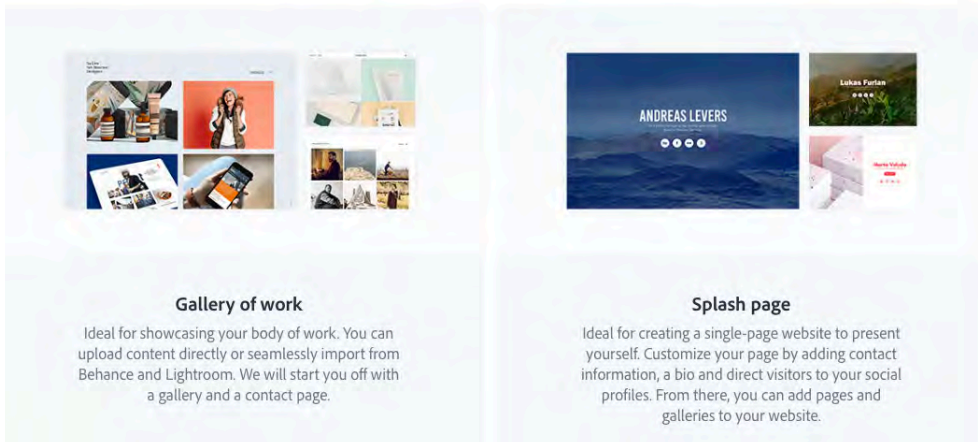 ANDREAS LEVERS
Lukas Furlan
Gallery of work
Ideal for showcasing your body of work. You can
upload content directly or seamlessly import from
Behance and Lightroom. We will start you off with
a gallery and a contact page.
Splash page
Ideal for creating a single-page website to present
yourself. Customize your page by adding contact
information, a bio and direct visitors to your social
profiles. From there, you can add pages and
galleries to your website.